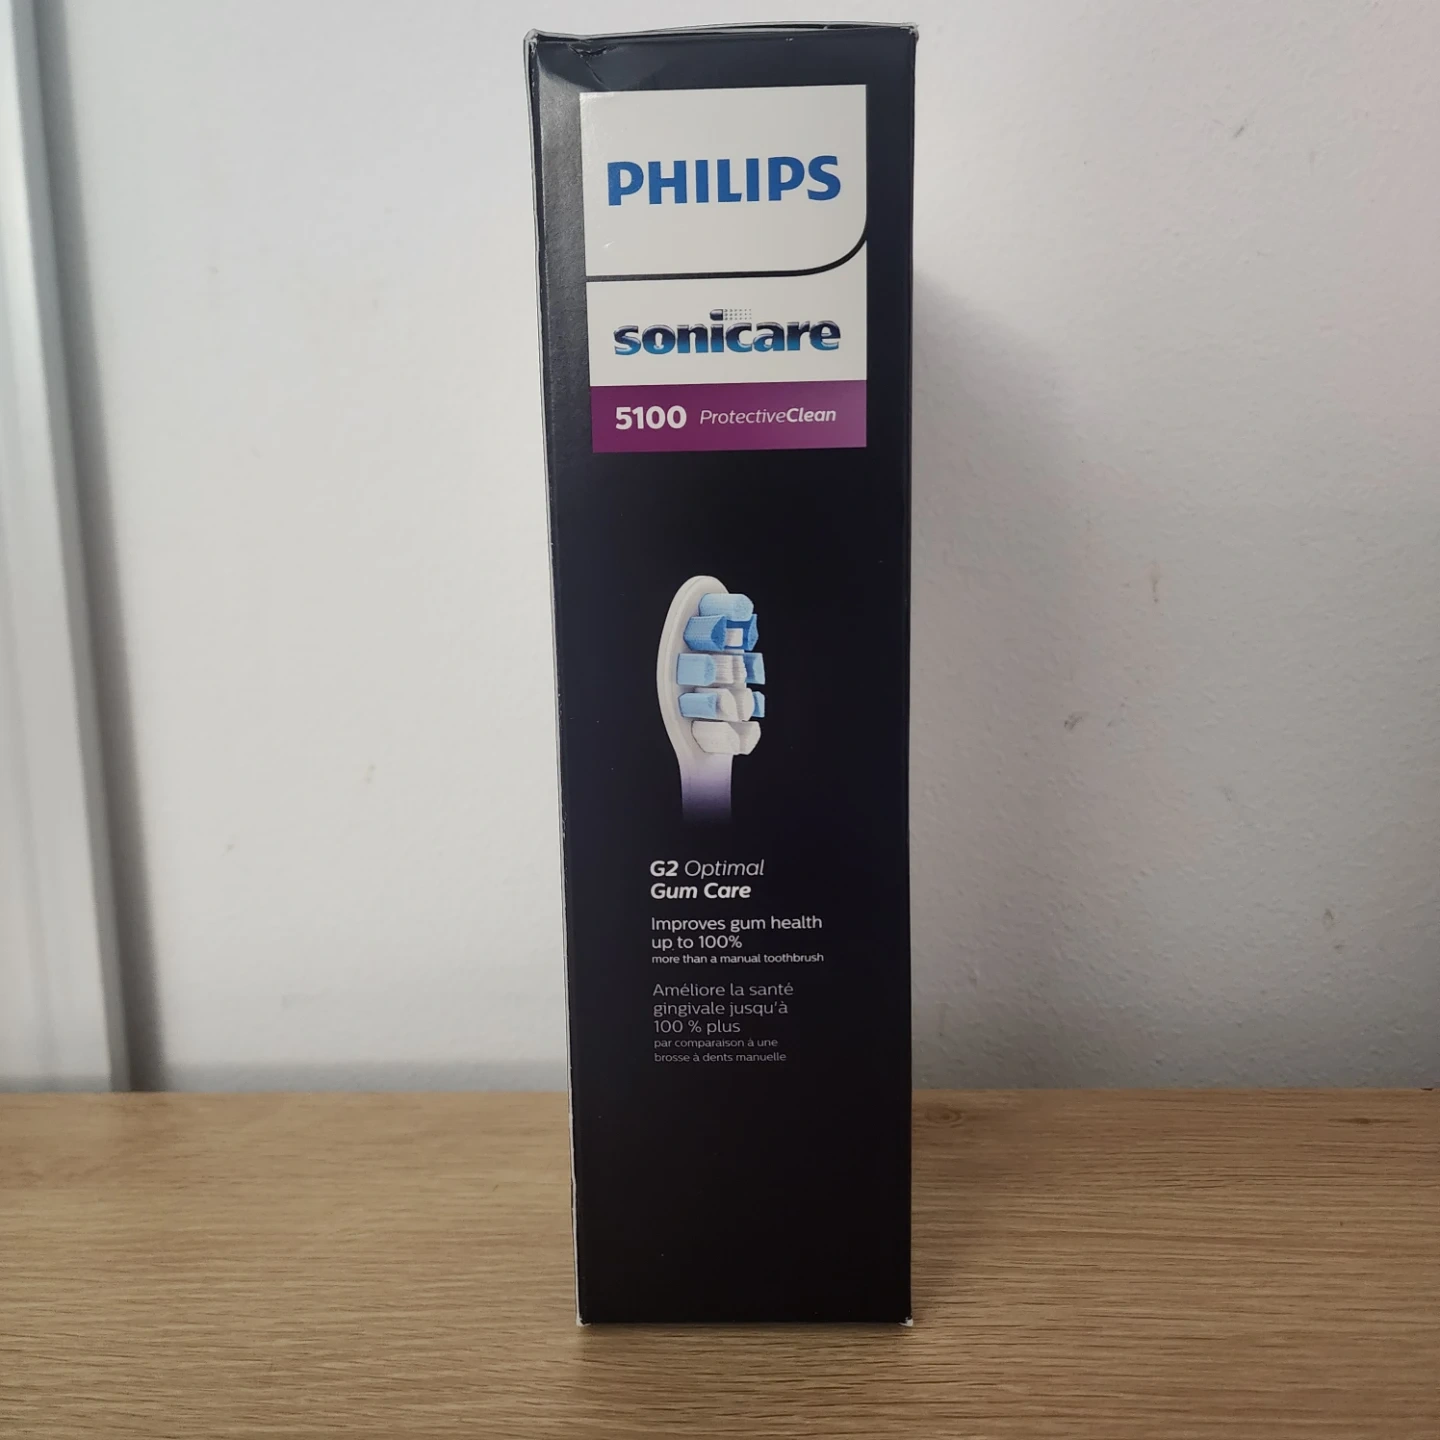 PHILIPS
sonicare
5100 ProtectiveClean
G2 Optimal
Gum Care
Improves gum health
up to 100%
more than a manual toothbrush
Améliore la santé
gingivale jusqu'à
100 % plus
par comparaison à une
brosse à dents manuelle